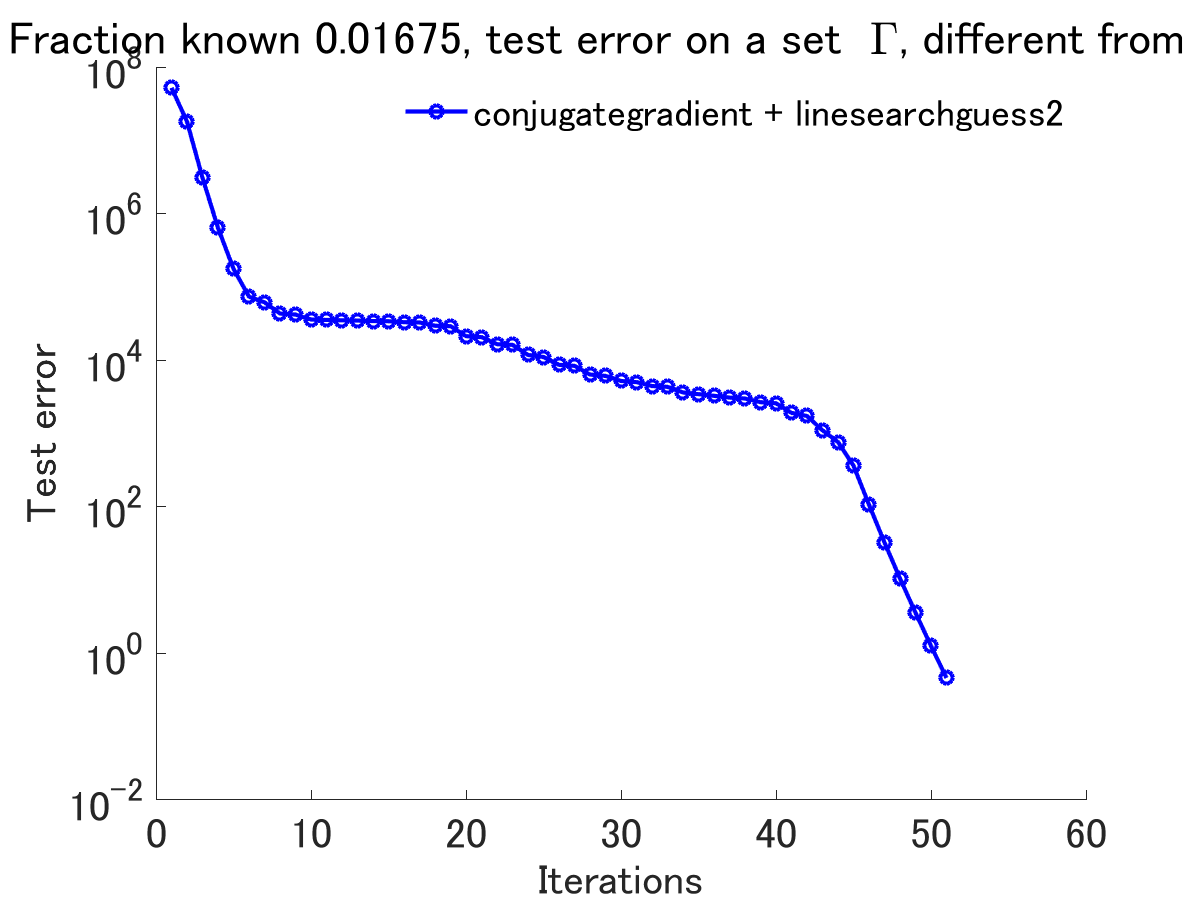 Fraction known 0.01675, test error on a set Γ, different from
10^8
conjugategradient + linesearchguess2
10^6
10^4
10^2
10^0
10^-2
Test error
0 10 20 30 40 50 60
Iterations